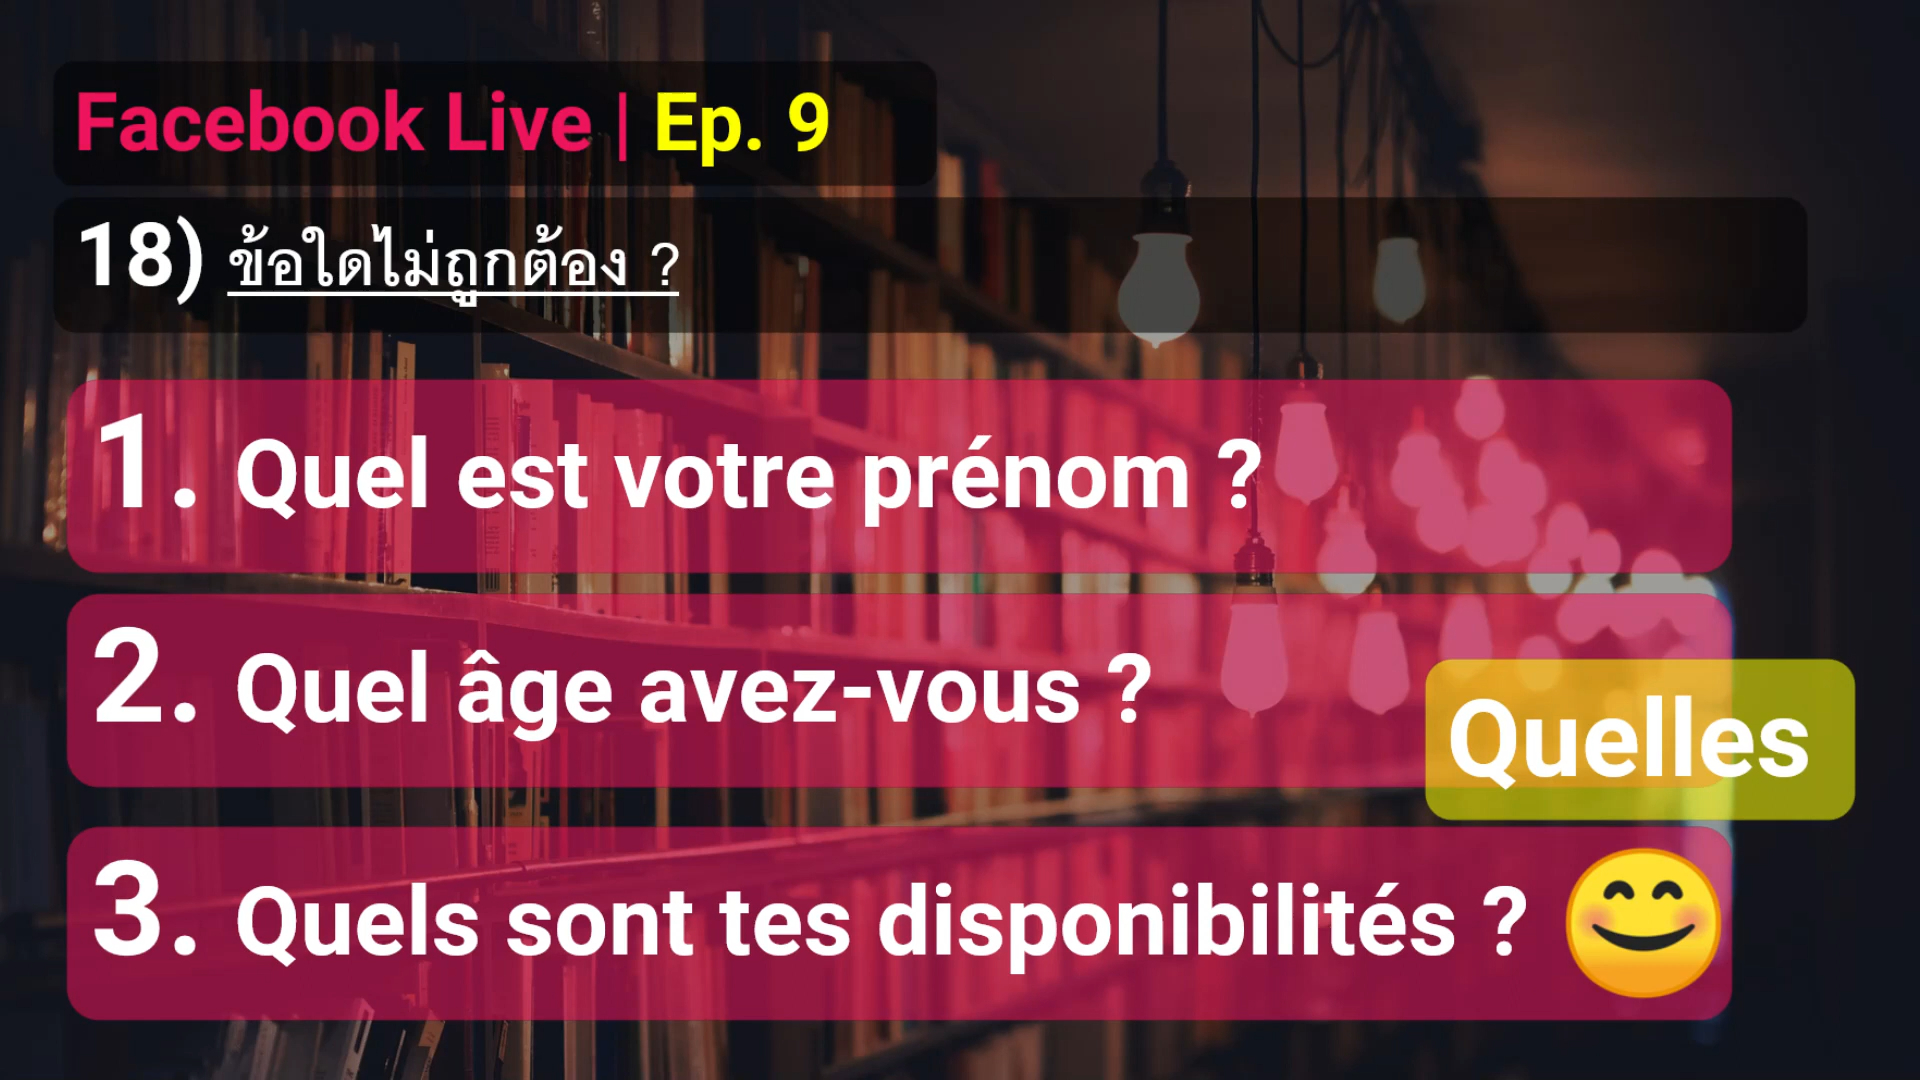 Facebook Live | Ep. 9
18) ข้อใดไม่ถูกต้อง ?
1. Quel est votre prénom ?
2. Quel âge avez-vous ?
Quelles
3. Quels sont tes disponibilités ?